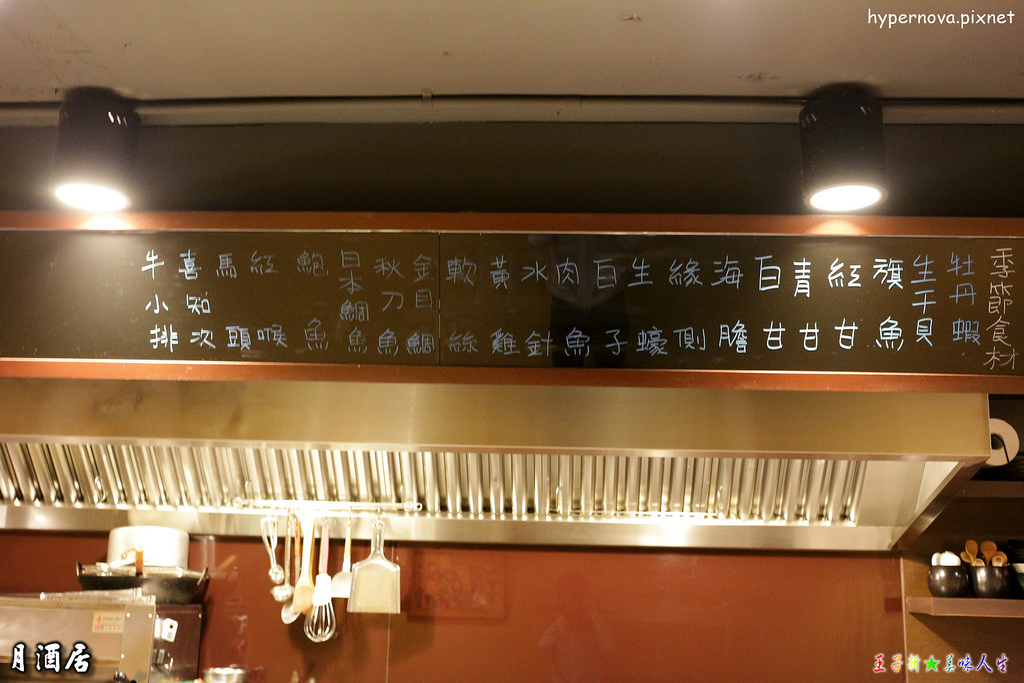 hypernova.pixnet
季節食材
牡丹蝦
生干貝
旗魚
紅甘
青甘
白甘
海膽
緣側
生蠔
白子
肉魚
水針
黃雞
軟絲
金目鯛
秋刀魚
日本鯛魚
鮑魚
紅喉
馬頭
喜知次
牛小排
月酒居
王子軒★美味人生